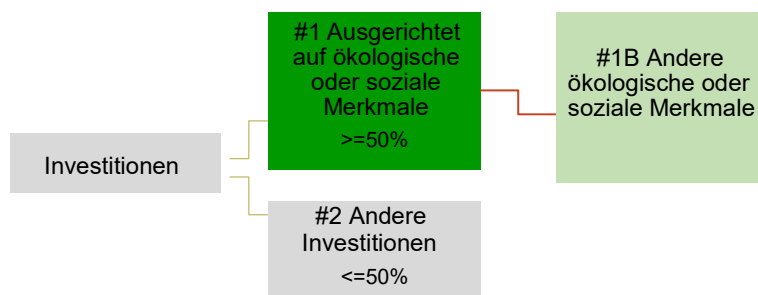 Investitionen
#1 Ausgerichtet
auf ökologische
oder soziale
Merkmale
>=50%
#2 Andere
Investitionen
<=50%
#1B Andere
ökologische oder
soziale Merkmale